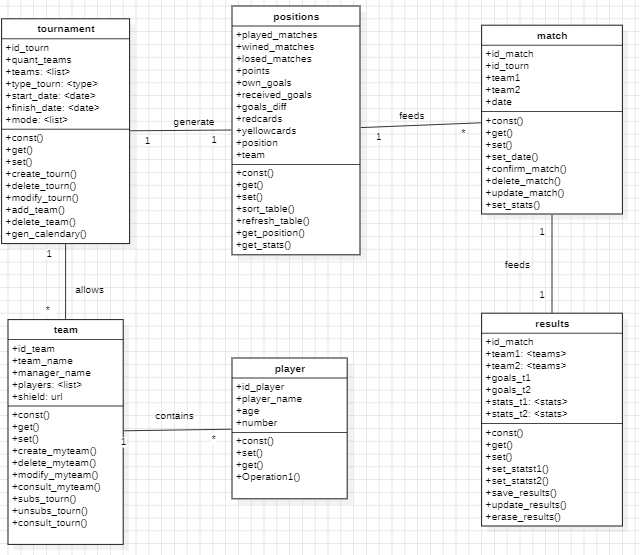 tournament
+id_tourn
+quant_teams
+teams: <list>
+type_tourn: <type>
+start_date: <date>
+finish_date: <date>
+mode: <list>
+const()
+get()
+set()
+create_tourn()
+delete_tourn()
+modify_tourn()
+add_team()
+delete_team()
+gen_calendary()
generate
1
1
positions
+played_matches
+wined_matches
+losed_matches
+points
+own_goals
+received_goals
+goals_diff
+redcards
+yellowcards
+position
+team
+const()
+get()
+set()
+sort_table()
+refresh_table()
+get_position()
+get_stats()
feeds
1
*
match
+id_match
+id_tourn
+team1
+team2
+date
+const()
+get()
+set()
+set_date()
+confirm_match()
+delete_match()
+update_match()
+set_stats()
1
allows
*
1
feeds
1
team
+id_team
+team_name
+manager_name
+players: <list>
+shield: url
+const()
+get()
+set()
+create_myteam()
+delete_myteam()
+modify_myteam()
+consult_myteam()
+subs_tourn()
+unsubs_tourn()
+consult_tourn()
contains
1
*
player
+id_player
+player_name
+age
+number
+const()
+set()
+get()
+Operation1()
results
+id_match
+team1: <teams>
+team2: <teams>
+goals_t1
+goals_t2
+stats_t1: <stats>
+stats_t2: <stats>
+const()
+get()
+set()
+set_statst1()
+set_statst2()
+save_results()
+update_results()
+erase_results()